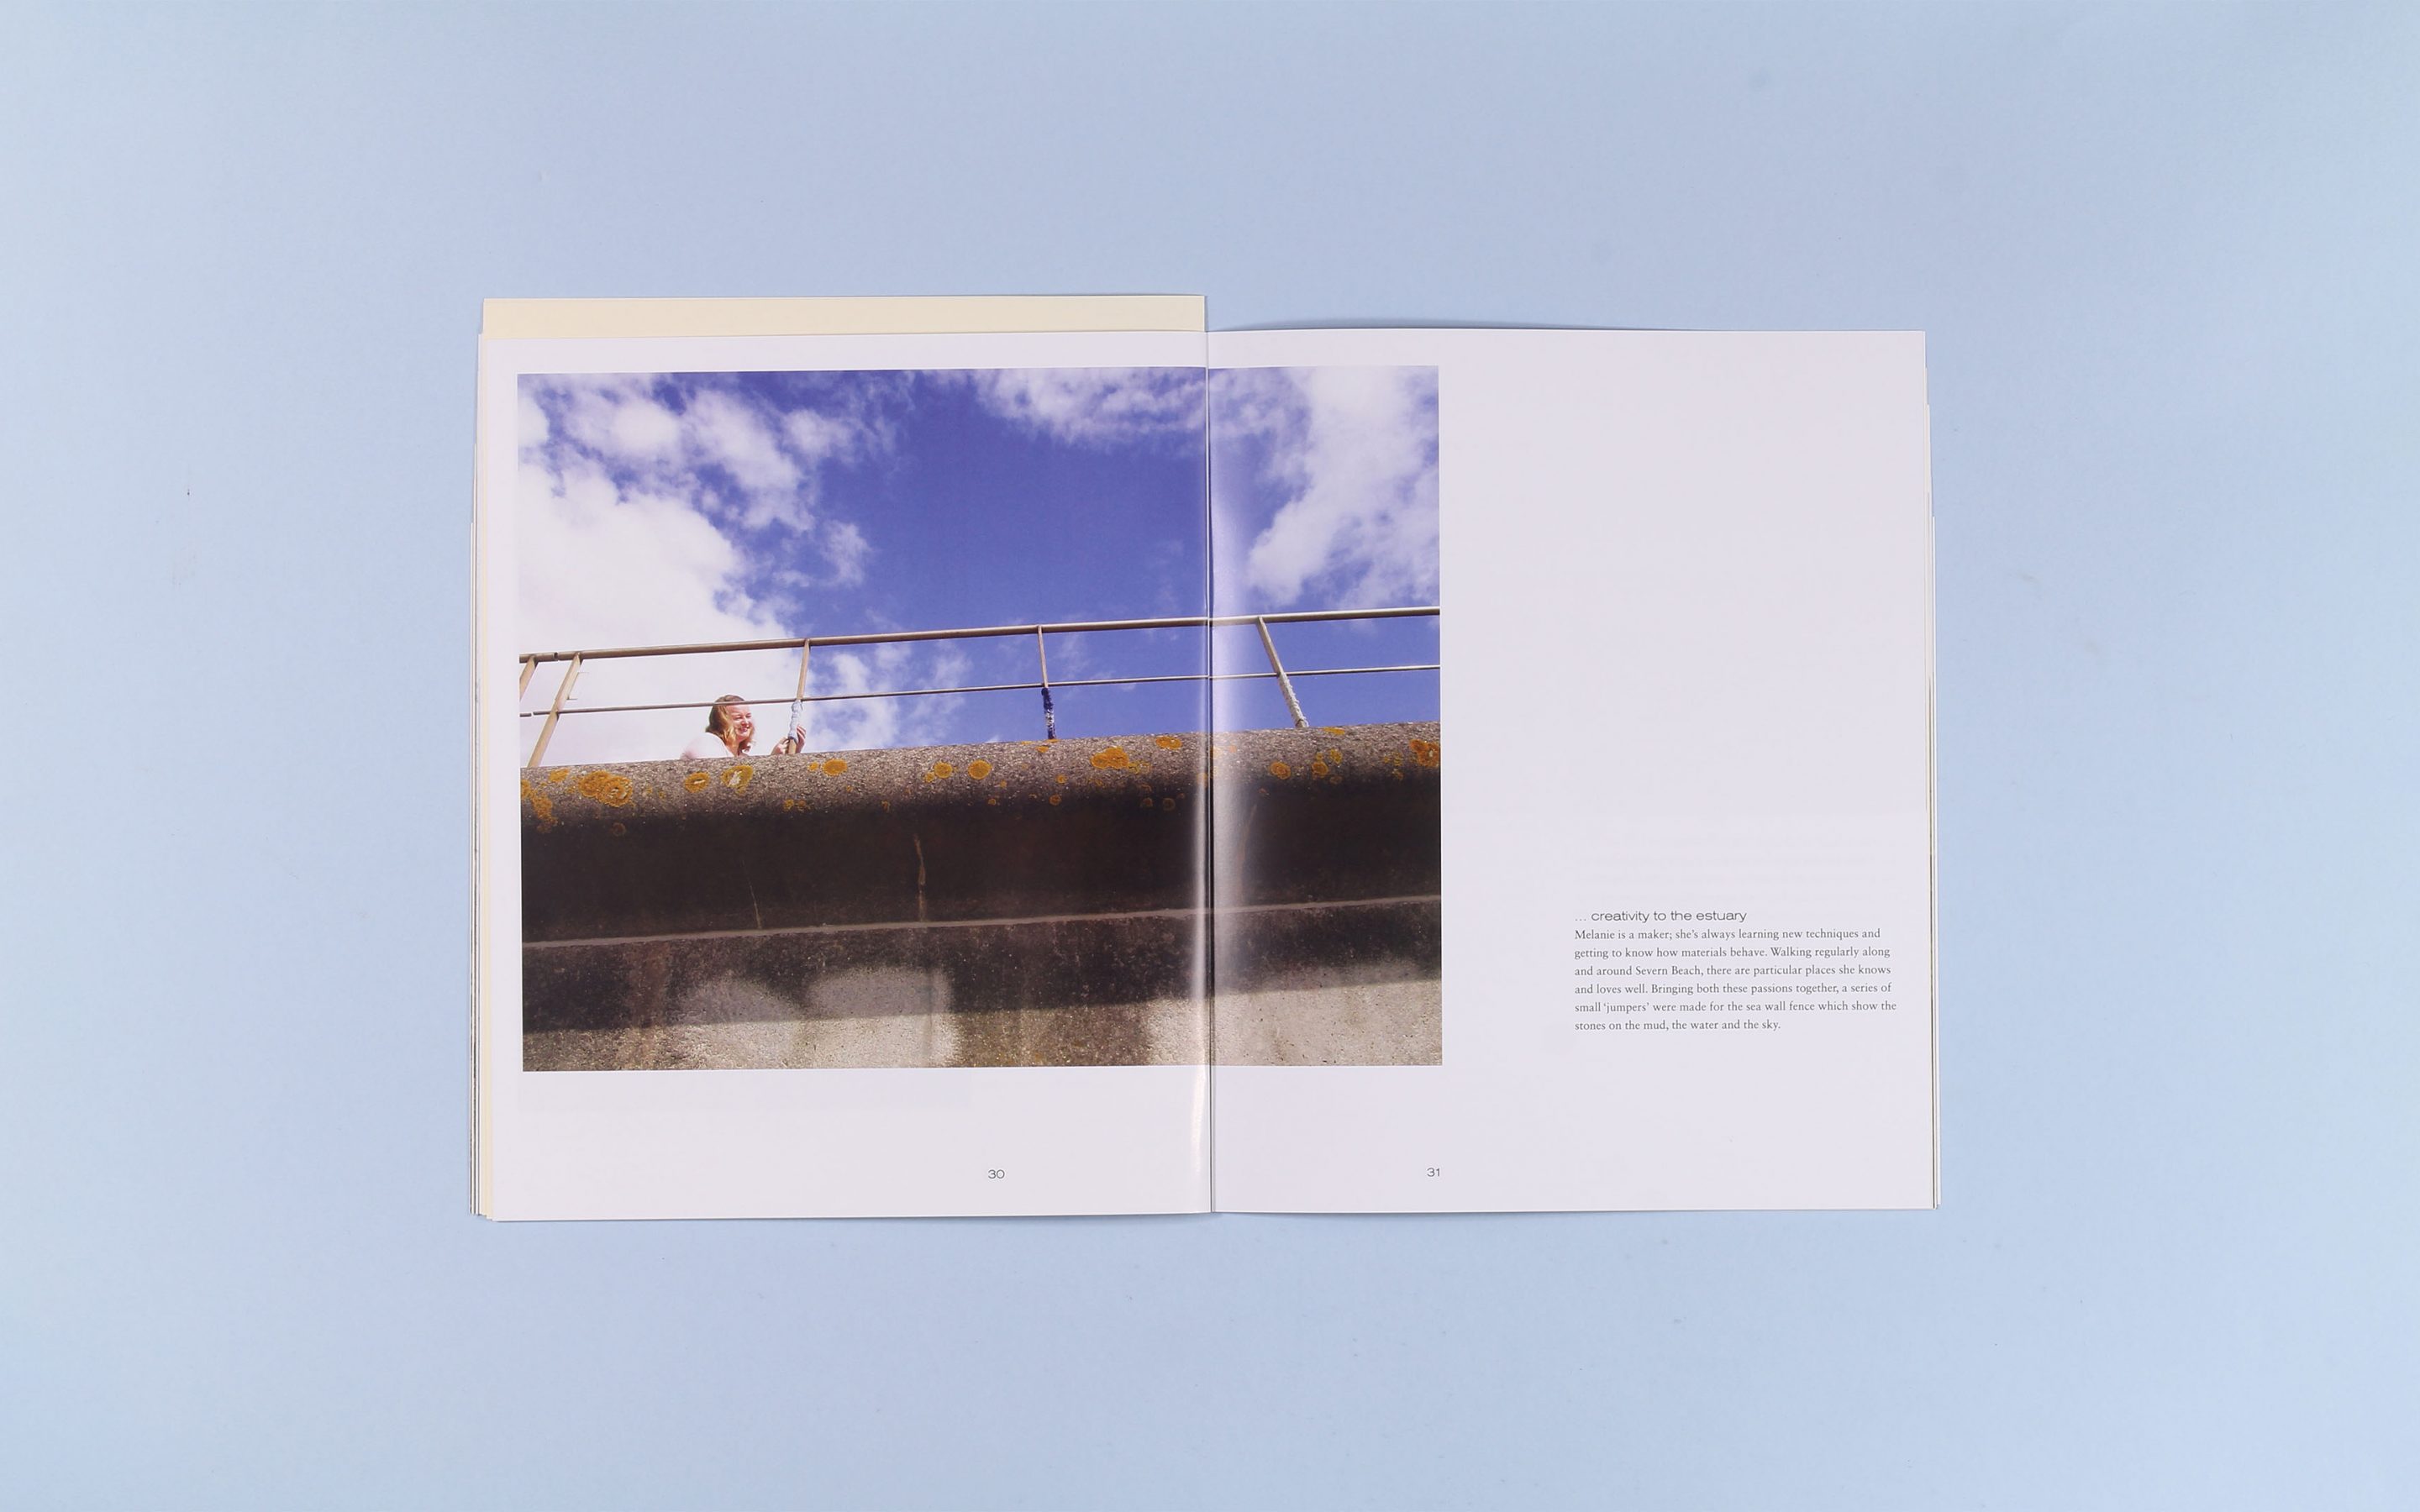 ... creativity to the estuary
Melanie is a maker; she's always learning new techniques and
getting to know how materials behave. Walking regularly along
and around Severn Beach, there are particular places she knows
and loves well. Bringing both these passions together, a series of
small ‘jumpers’ were made for the sea wall fence which show the
stones on the mud, the water and the sky.
30
31